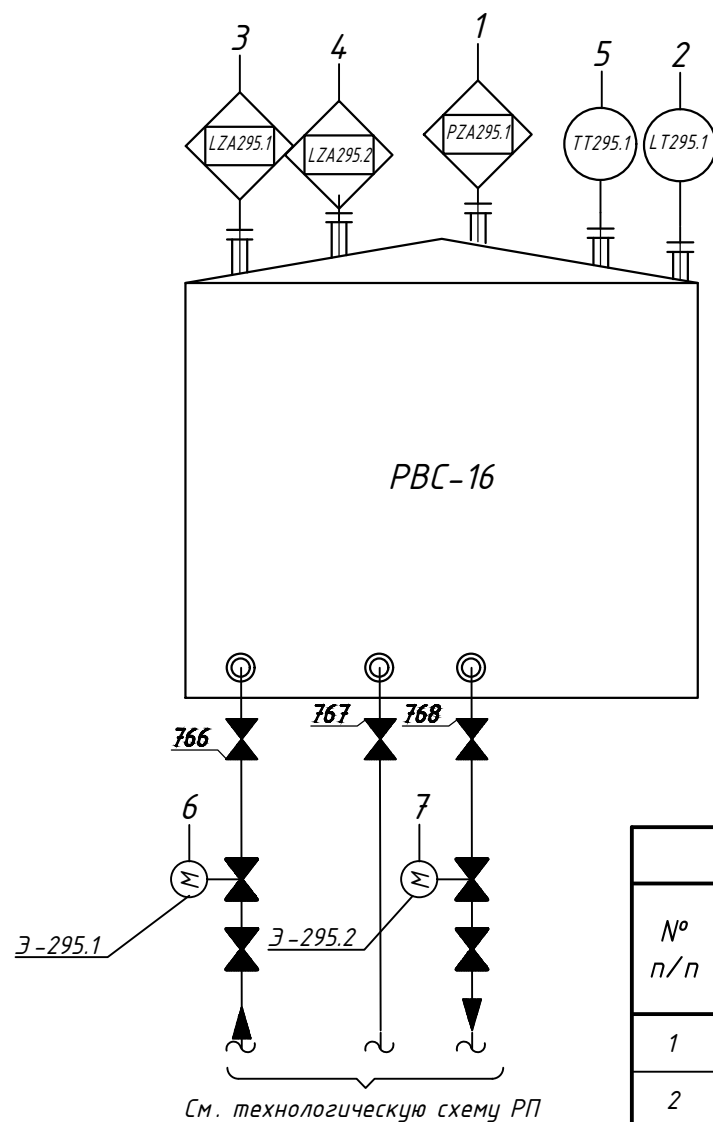 3
4
1
5
2
LZA295.1
LZA295.2
PZA295.1
TT295.1
LT295.1
РВС-16
766
767
768
6
7
М
М
Э-295.1
Э-295.2
№
п/п
1
2
См. технологическую схему РП